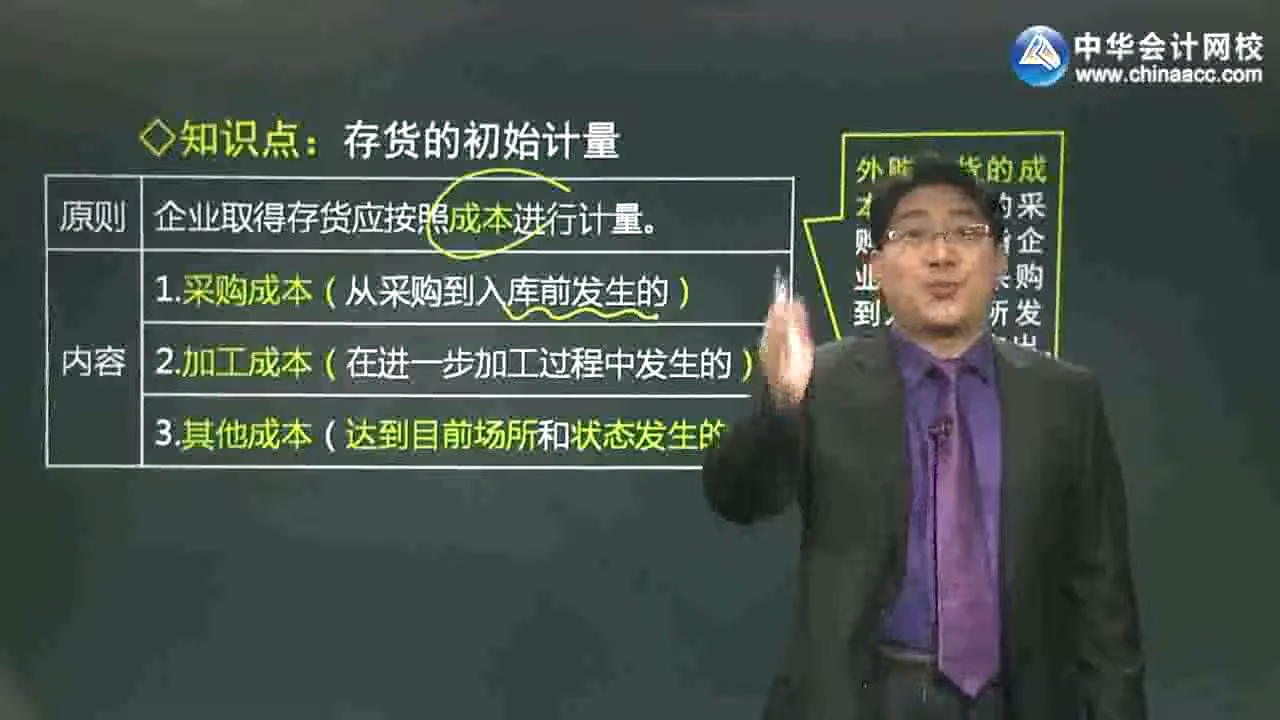 中华会计网校
www.chinaacc.com
◇知识点：存货的初始计量
原则
企业取得存货应按照成本进行计量。
内容
1.采购成本（从采购到入库前发生的）
2.加工成本（在进一步加工过程中发生的）
3.其他成本（达到目前场所和状态发生的
外购 货的成
本 的采
购 企
业 购
到 所发